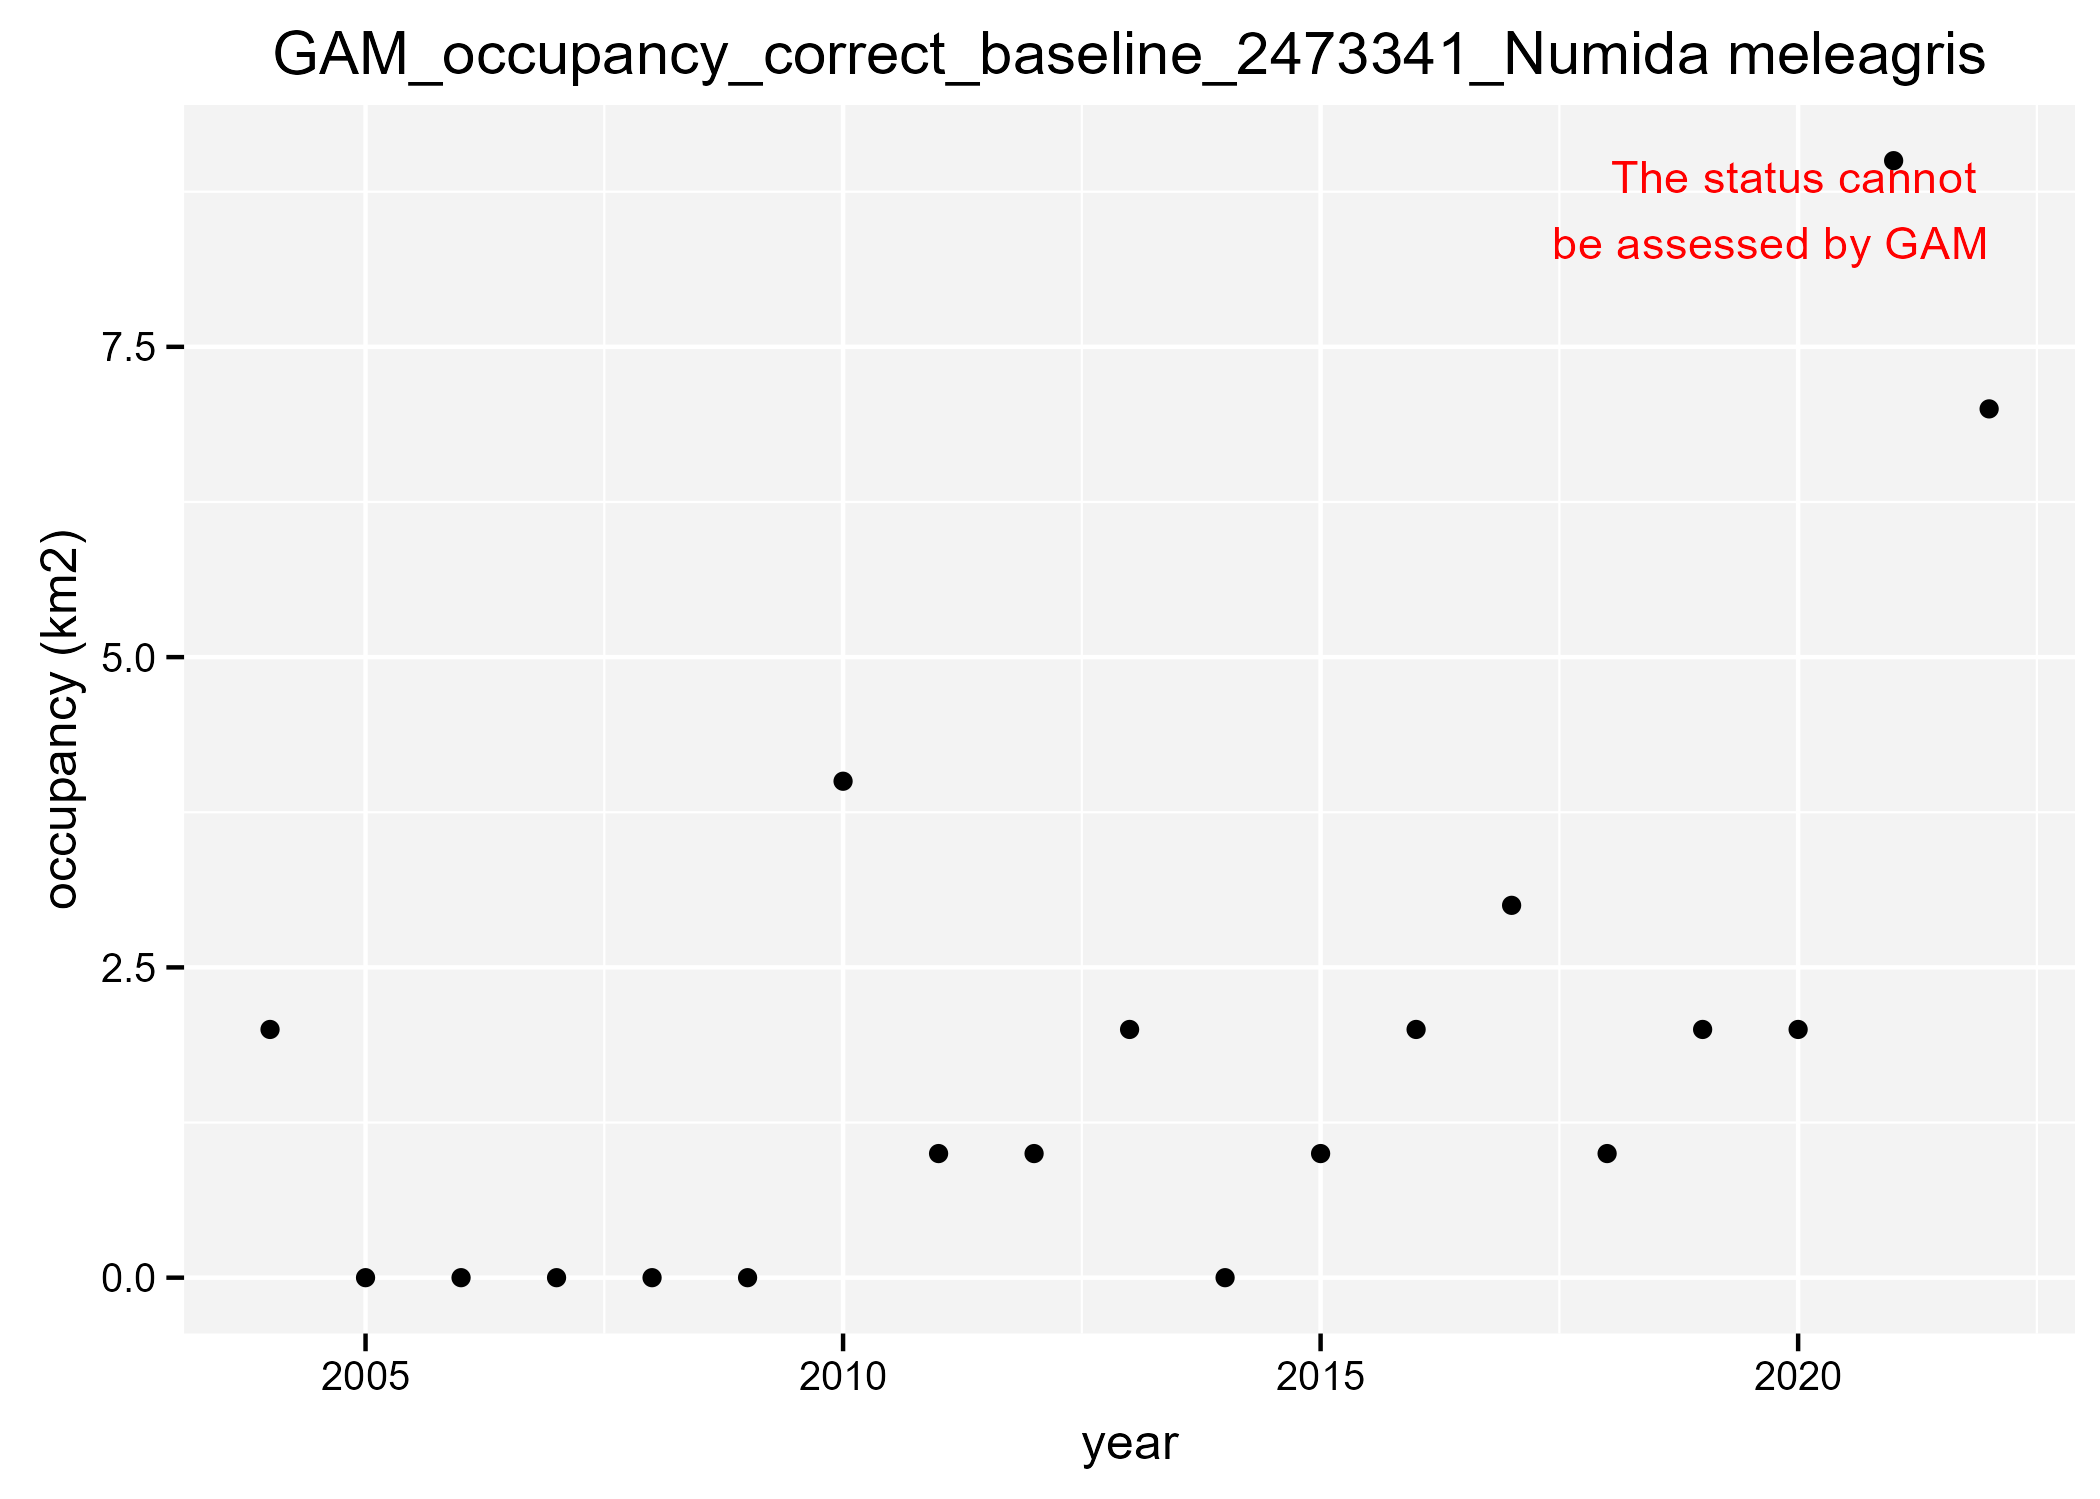 GAM_occupancy_correct_baseline_2473341_Numida meleagris
The status cannot
be assessed by GAM
7.5
5.0
2.5
0.0
occupancy (km2)
2005 2010 2015 2020
year